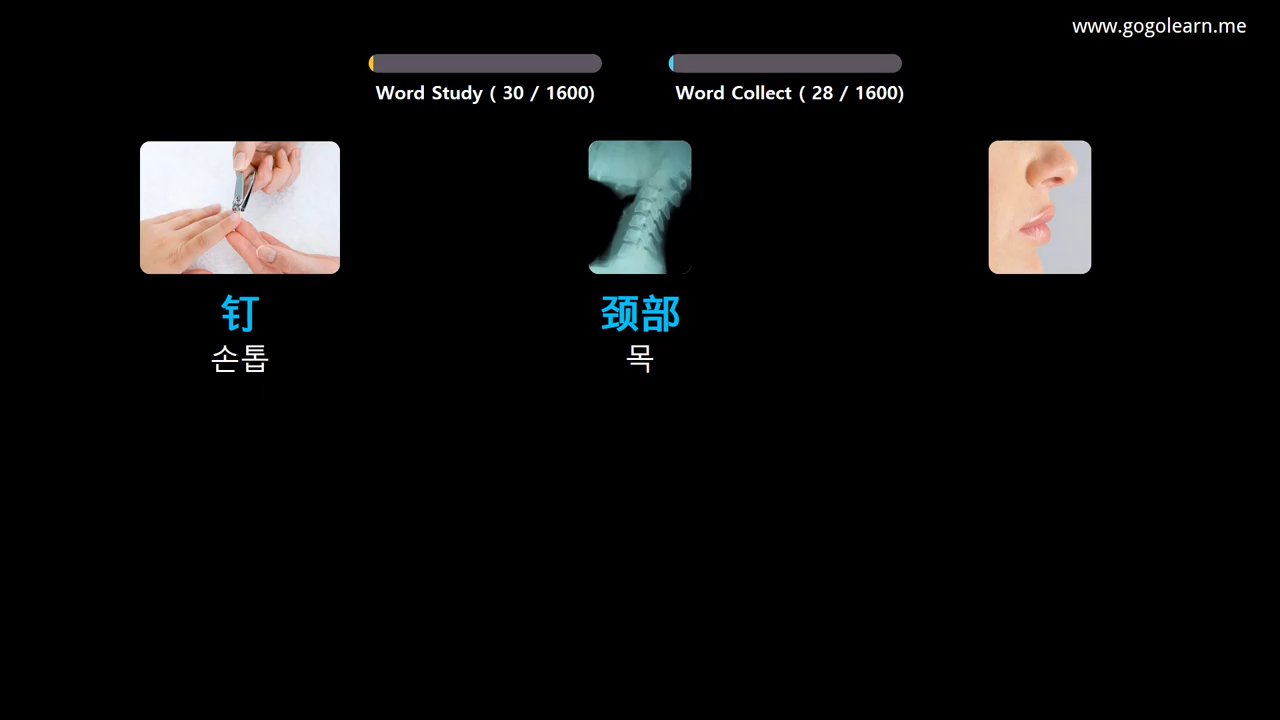 www.gogolearn.me
Word Study ( 30 / 1600)
Word Collect ( 28 / 1600)
钉
손톱
颈部
목